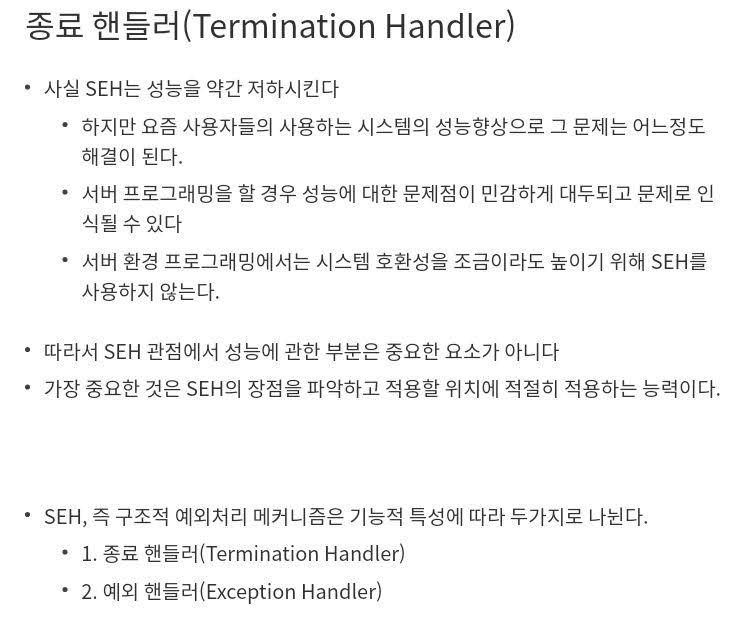 종료 핸들러(Termination Handler)
• 사실 SEH는 성능을 약간 저하시킨다
• 하지만 요즘 사용자들의 사용하는 시스템의 성능향상으로 그 문제는 어느정도
해결이 된다.
• 서버 프로그래밍을 할 경우 성능에 대한 문제점이 민감하게 대두되고 문제로 인
식될 수 있다
• 서버 환경 프로그래밍에서는 시스템 호환성을 조금이라도 높이기 위해 SEH를
사용하지 않는다.
• 따라서 SEH 관점에서 성능에 관한 부분은 중요한 요소가 아니다
• 가장 중요한 것은 SEH의 장점을 파악하고 적용할 위치에 적절히 적용하는 능력이다.
• SEH, 즉 구조적 예외처리 메커니즘은 기능적 특성에 따라 두가지로 나뉜다.
• 1. 종료 핸들러(Termination Handler)
• 2. 예외 핸들러(Exception Handler)